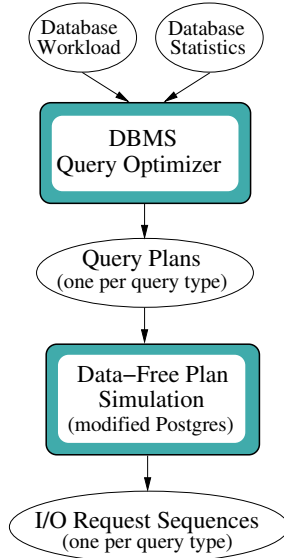 Database
Workload
Database
Statistics
DBMS
Query Optimizer
Query Plans
(one per query type)
Data−Free Plan
Simulation
(modified Postgres)
I/O Request Sequences
(one per query type)